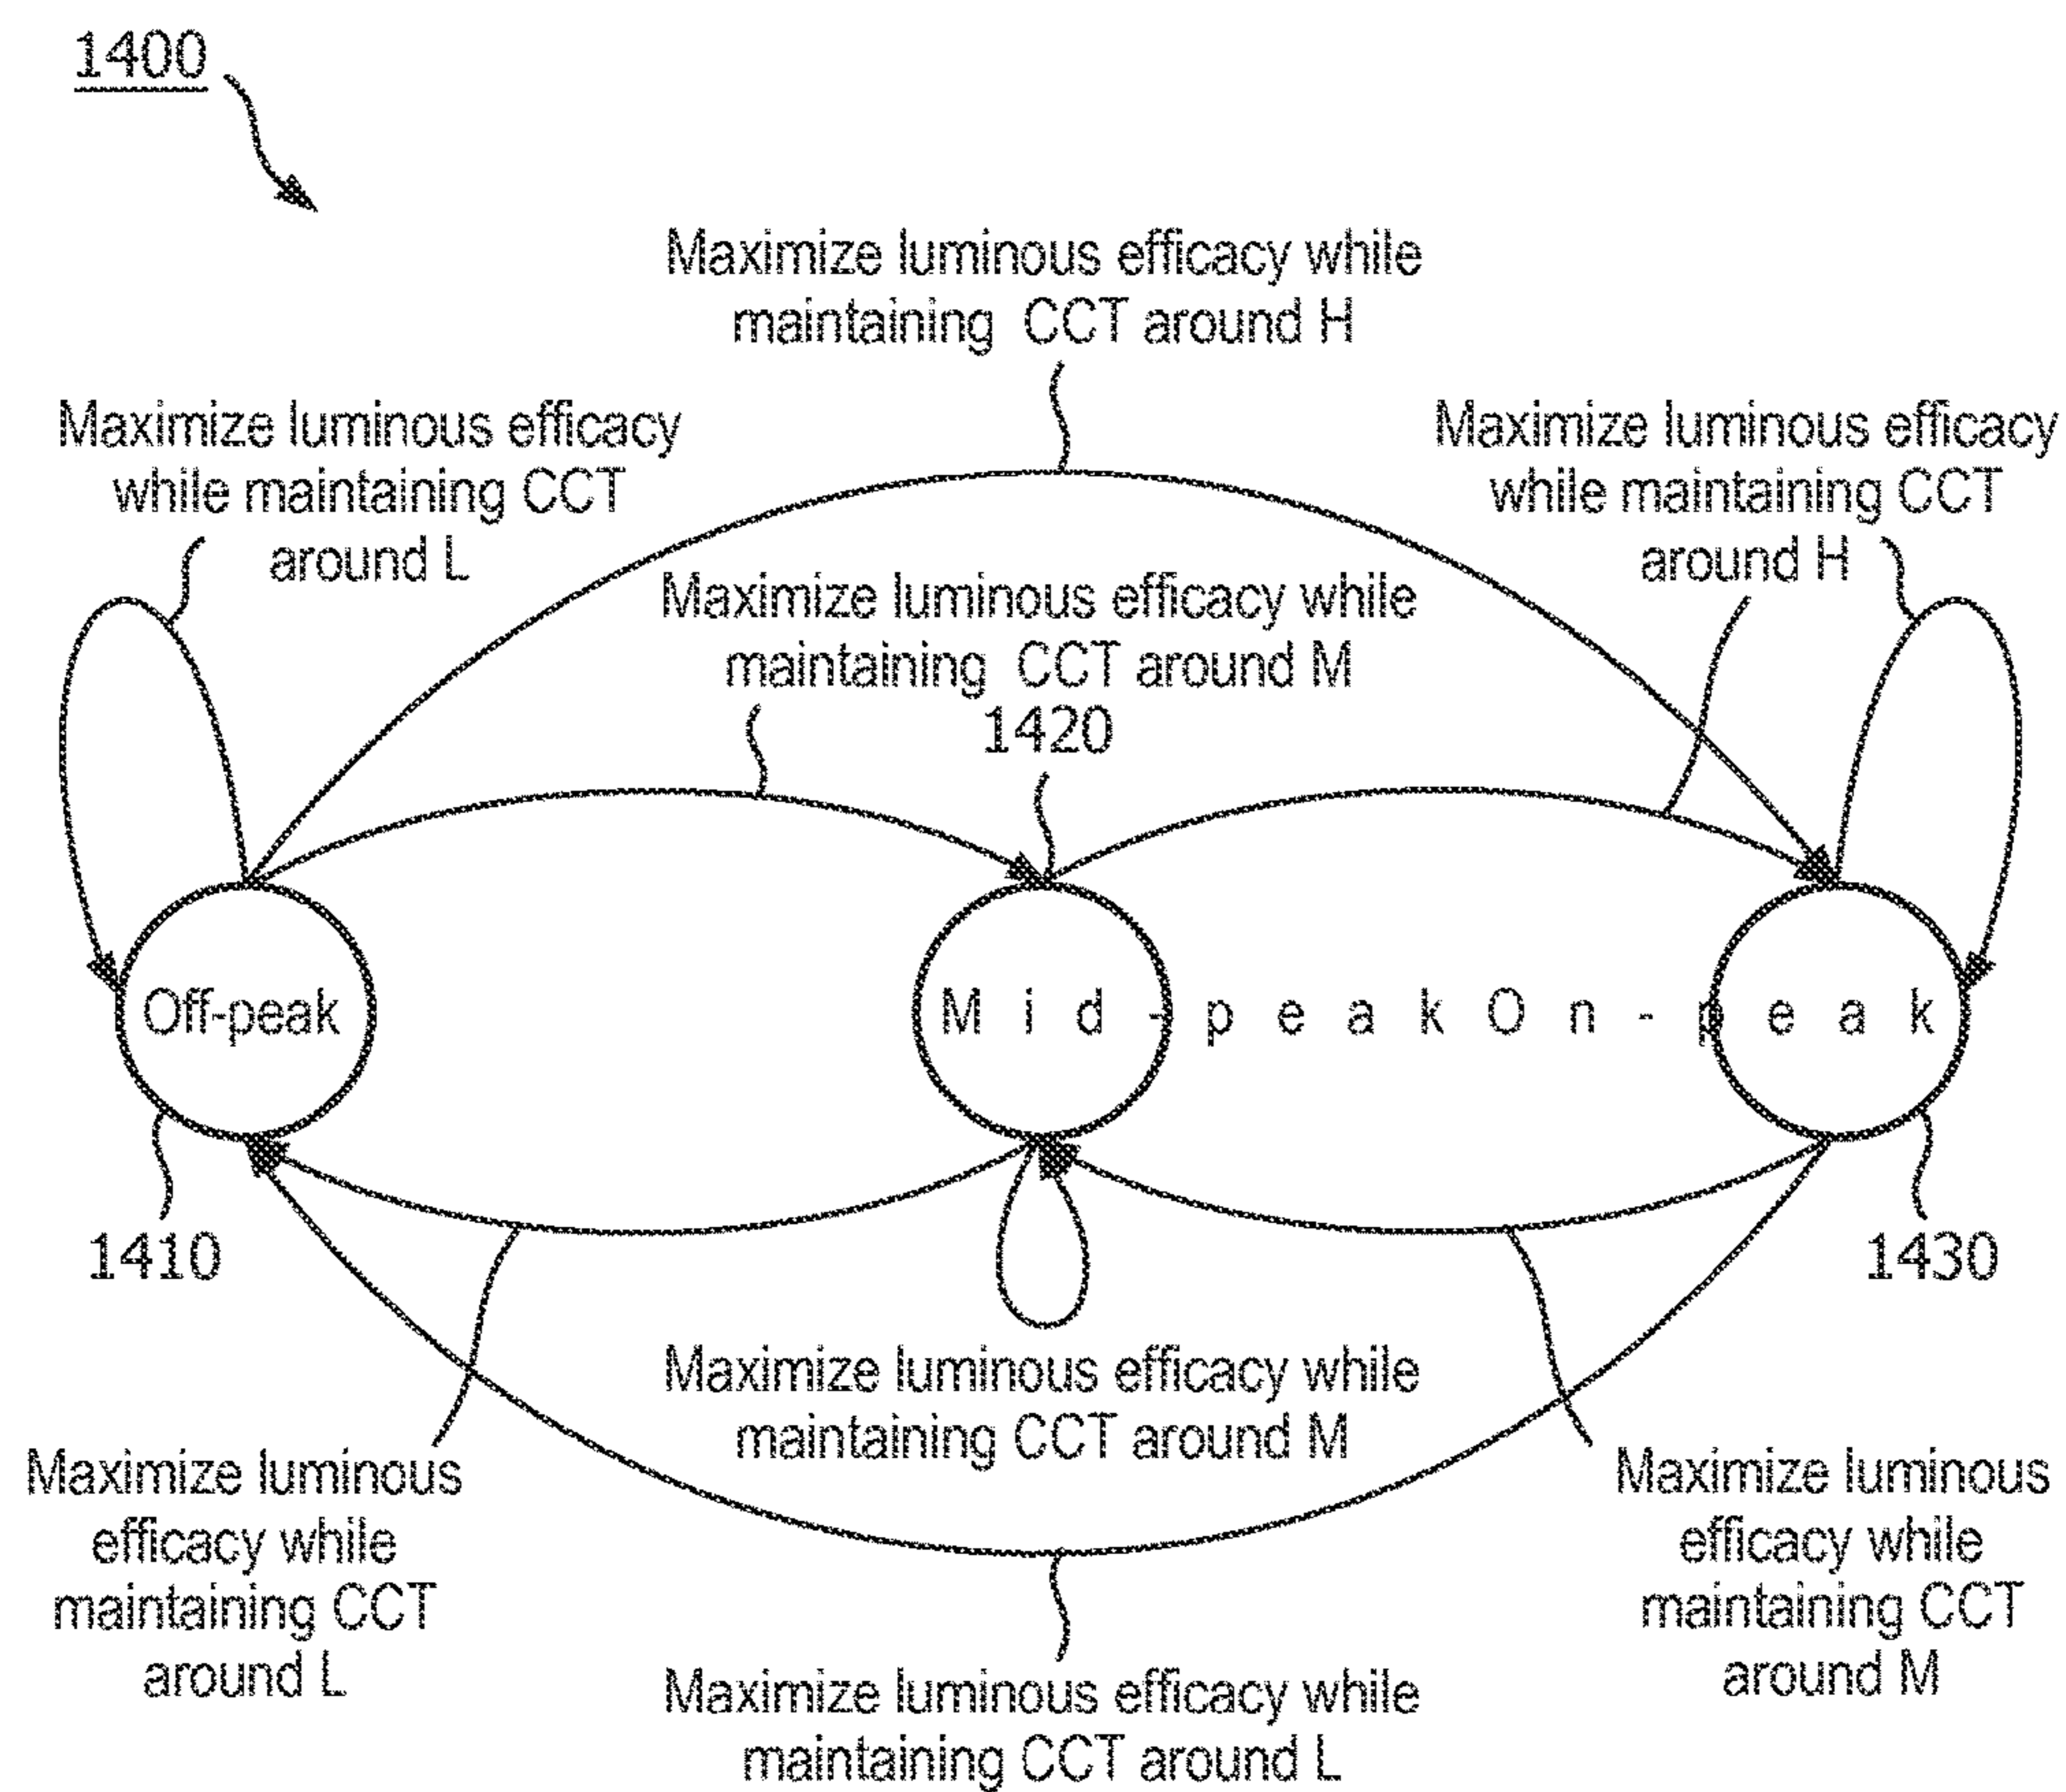 1400
Maximize luminous efficacy while
maintaining CCT around H
Maximize luminous efficacy
while maintaining CCT
around L
Maximize luminous efficacy
while maintaining CCT
around H
Maximize luminous efficacy while
maintaining CCT around M
1420
Off-peak
Mid-peakOn-peak
1410
1430
Maximize luminous efficacy while
maintaining CCT around M
Maximize luminous
efficacy while
maintaining CCT
around L
Maximize luminous
efficacy while
maintaining CCT
around M
Maximize luminous efficacy while
maintaining CCT around L